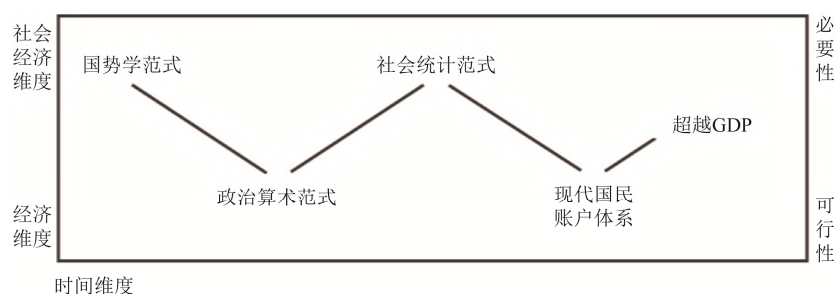 社会
经济
维度
国势学范式
社会统计范式
必
要
性
超越GDP
政治算术范式
现代国民
账户体系
经济
维度
可
行
性
时间维度